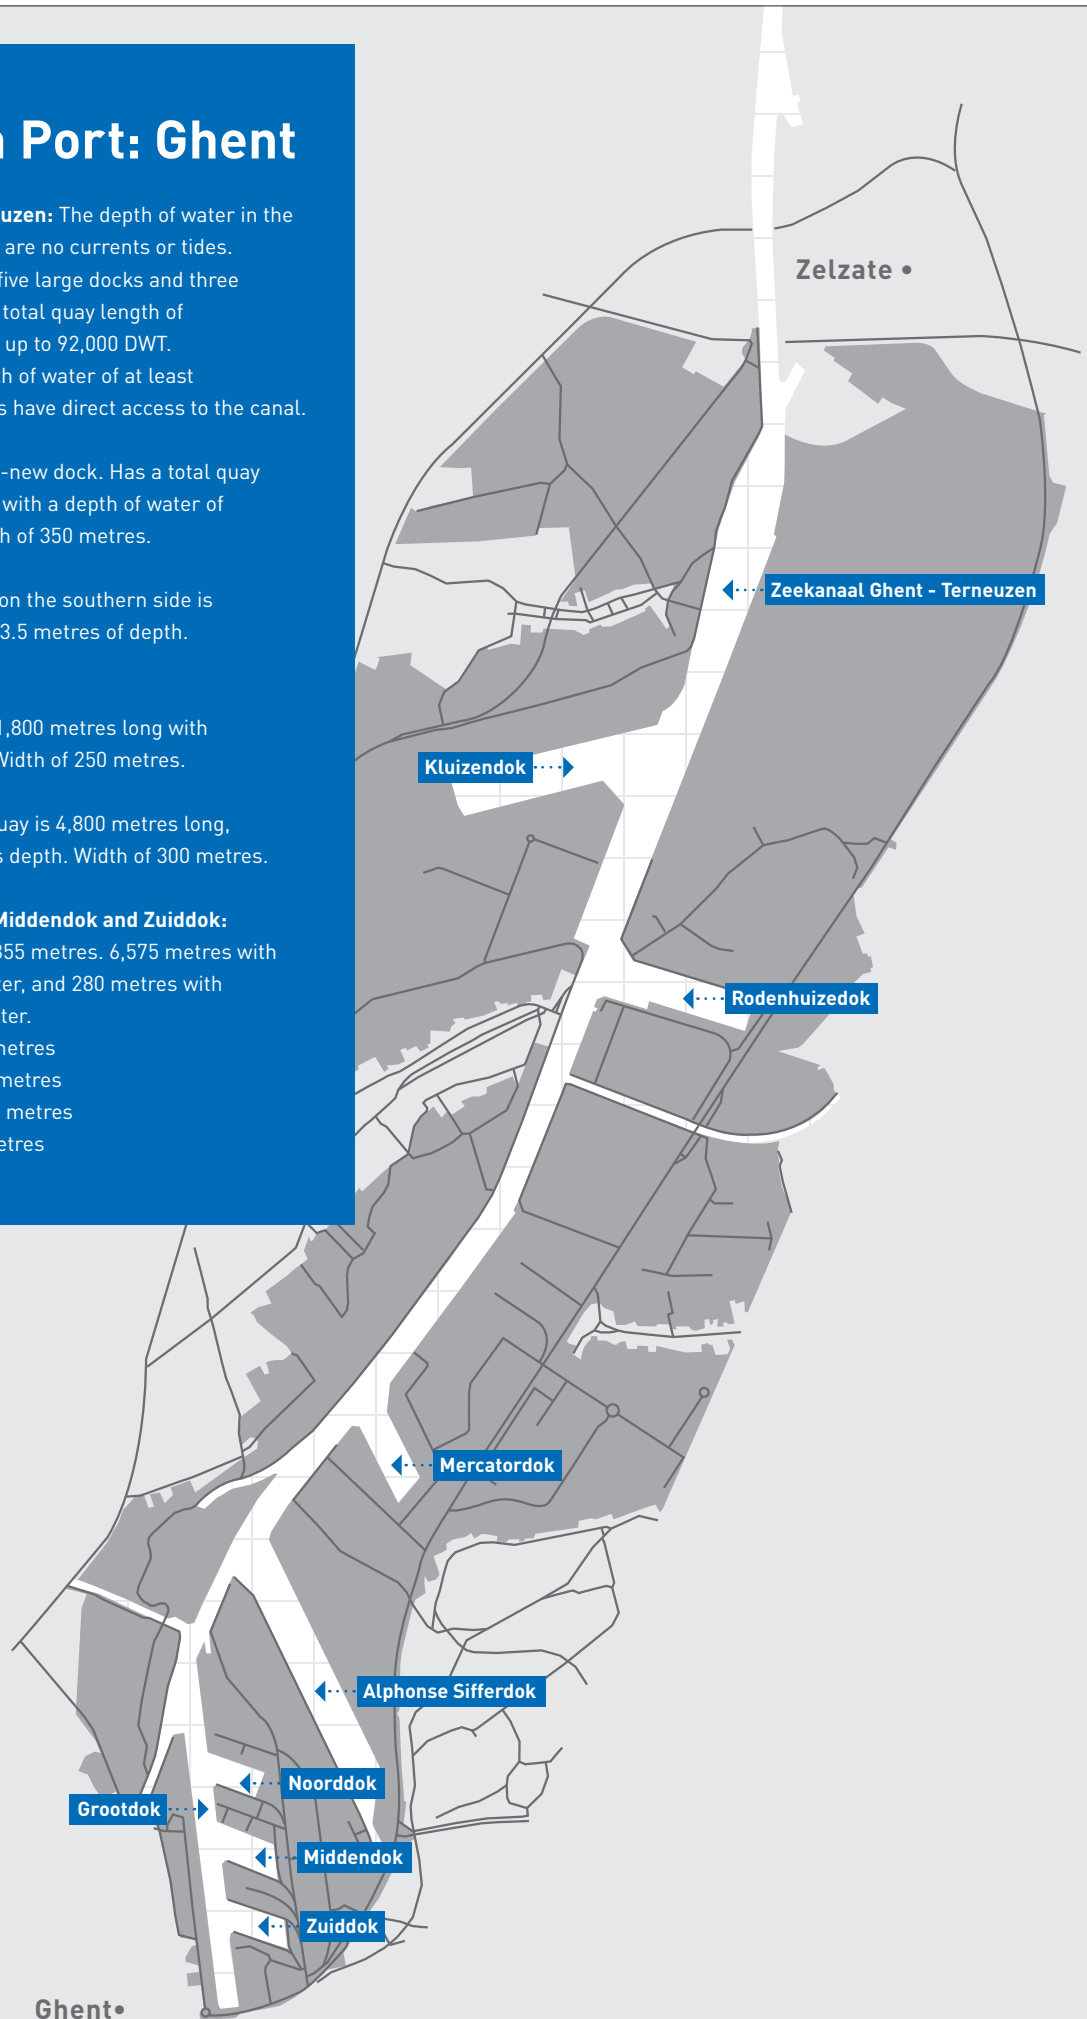 Port: Ghent
uzen: The depth of water in the
are no currents or tides.
five large docks and three
total quay length of
up to 92,000 DWT.
h of water of at least
s have direct access to the canal.
-new dock. Has a total quay
with a depth of water of
h of 350 metres.
on the southern side is
3.5 metres of depth.
1,800 metres long with
Width of 250 metres.
uay is 4,800 metres long,
s depth. Width of 300 metres.
Middendok and Zuiddok:
355 metres. 6,575 metres with
ter, and 280 metres with
ter.
metres
metres
metres
etres
Zelzate
Zeekanaal Ghent - Terneuzen
Kluizendok
Rodenhuizedok
Mercatordok
Alphonse Sifferdok
Noorddok
Grootdok
Middendok
Zuiddok
Ghent